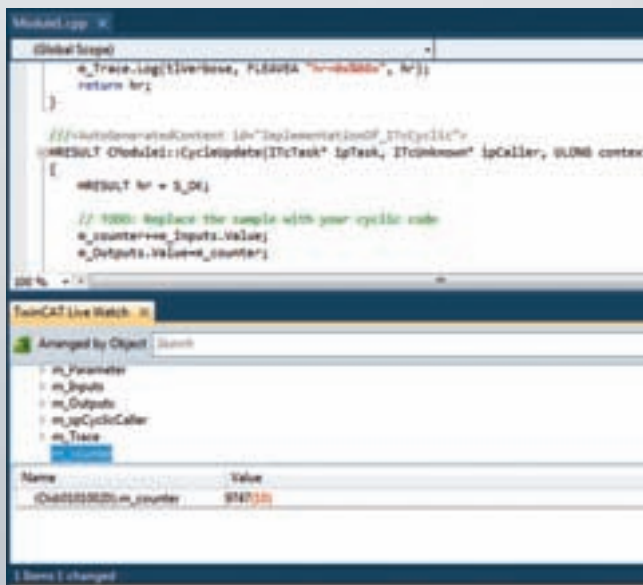 Module1.cpp ×
(Global Scope)
m_Trace.Log(tlVerbose, FLEAVEA "hr=0x%08x", hr);
return hr;
}
///<AutoGeneratedContent id="ImplementationOf_ITcCyclic">
HRESULT CModule1::CycleUpdate(ITcTask* ipTask, ITcUnknown* ipCaller, ULONG context
{
HRESULT hr = S_OK;
// TODO: Replace the sample with your cyclic code
m_counter+=m_Inputs.Value;
m_Outputs.Value=m_counter;
100 %
TwinCAT Live Watch ×
Arranged by Object Search
m_Parameter
m_Inputs
m_Outputs
m_spCyclicCaller
m_Trace
m_counter
Name Value
m_counter 9747(10)
1 Items 1 changed